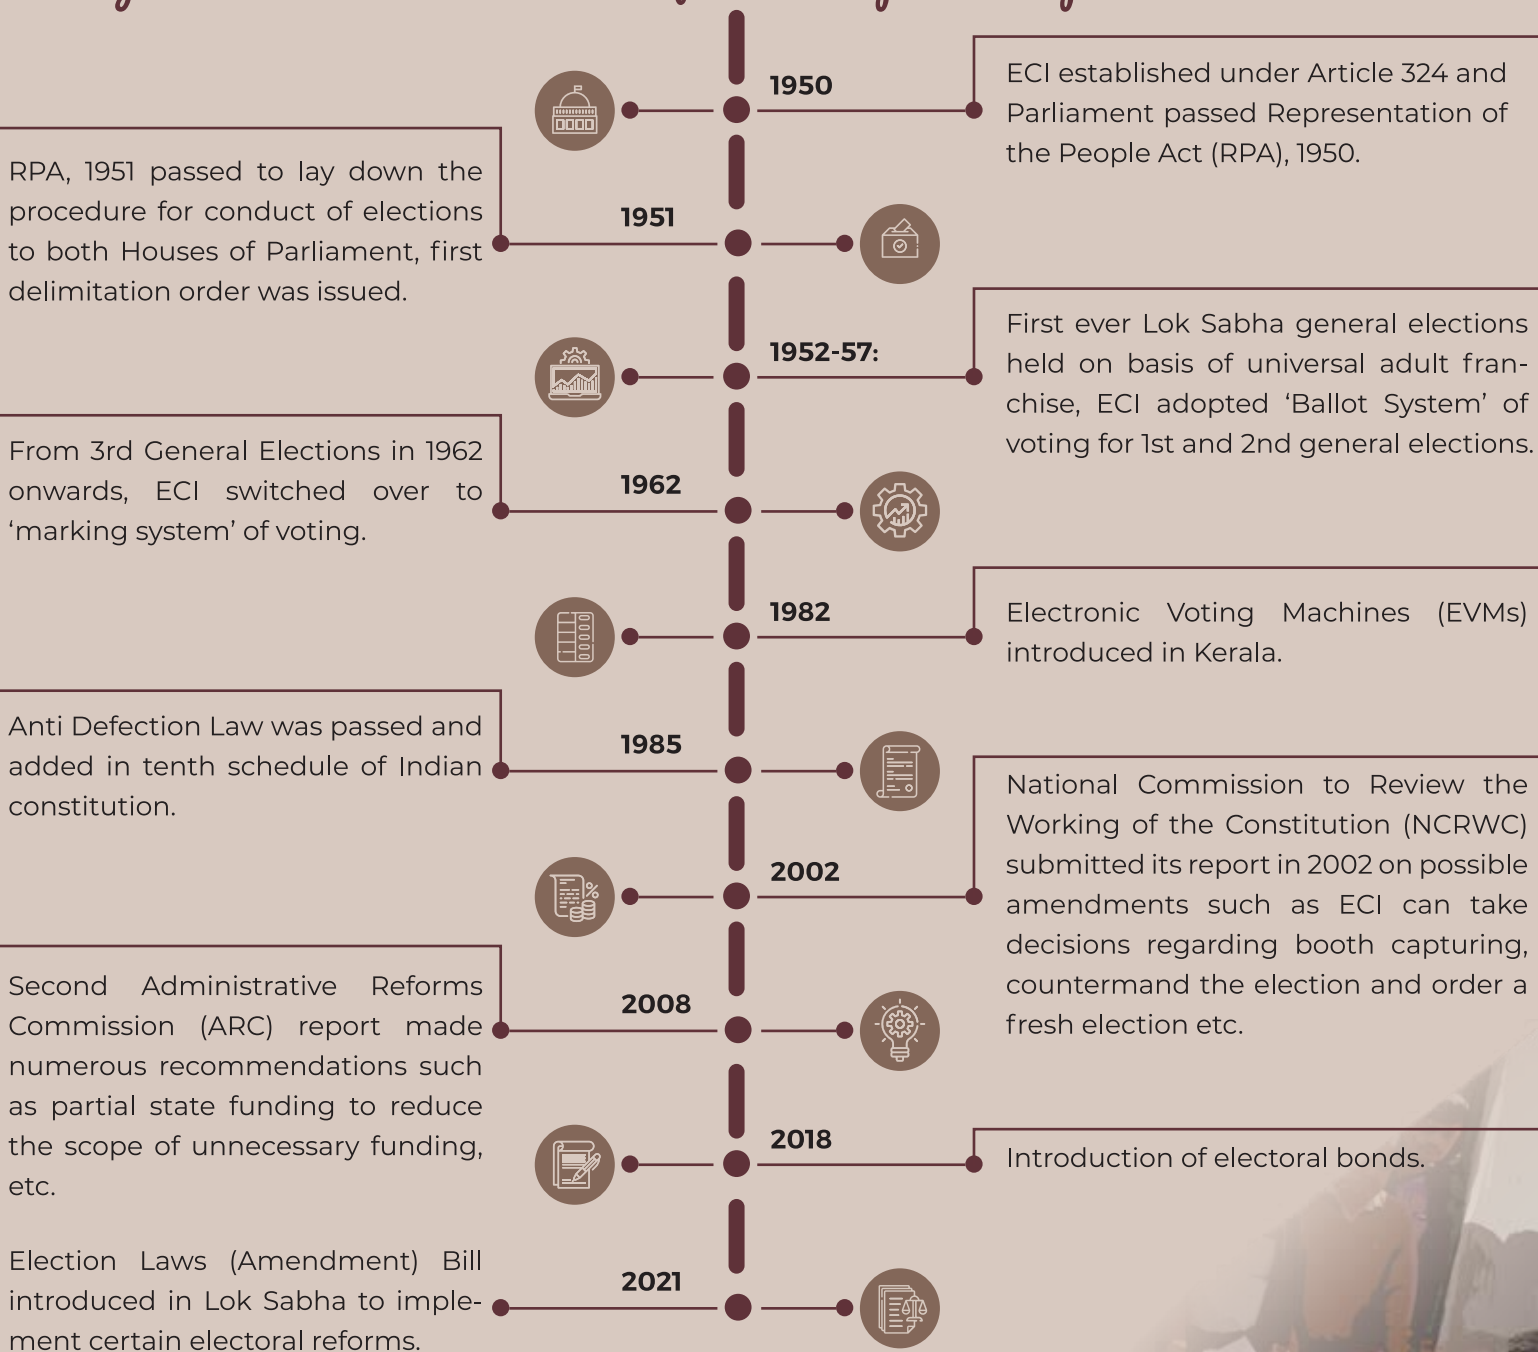 1950
ECI established under Article 324 and
Parliament passed Representation of
the People Act (RPA), 1950.
1951
RPA, 1951 passed to lay down the
procedure for conduct of elections
to both Houses of Parliament, first
delimitation order was issued.
1952-57:
First ever Lok Sabha general elections
held on basis of universal adult fran-
chise, ECI adopted ‘Ballot System’ of
voting for 1st and 2nd general elections.
1962
From 3rd General Elections in 1962
onwards, ECI switched over to
‘marking system’ of voting.
1982
Electronic Voting Machines (EVMs)
introduced in Kerala.
1985
Anti Defection Law was passed and
added in tenth schedule of Indian
constitution.
2002
National Commission to Review the
Working of the Constitution (NCRWC)
submitted its report in 2002 on possible
amendments such as ECI can take
decisions regarding booth capturing,
countermand the election and order a
fresh election etc.
2008
Second Administrative Reforms
Commission (ARC) report made
numerous recommendations such
as partial state funding to reduce
the scope of unnecessary funding,
etc.
2018
Introduction of electoral bonds.
2021
Election Laws (Amendment) Bill
introduced in Lok Sabha to imple-
ment certain electoral reforms.